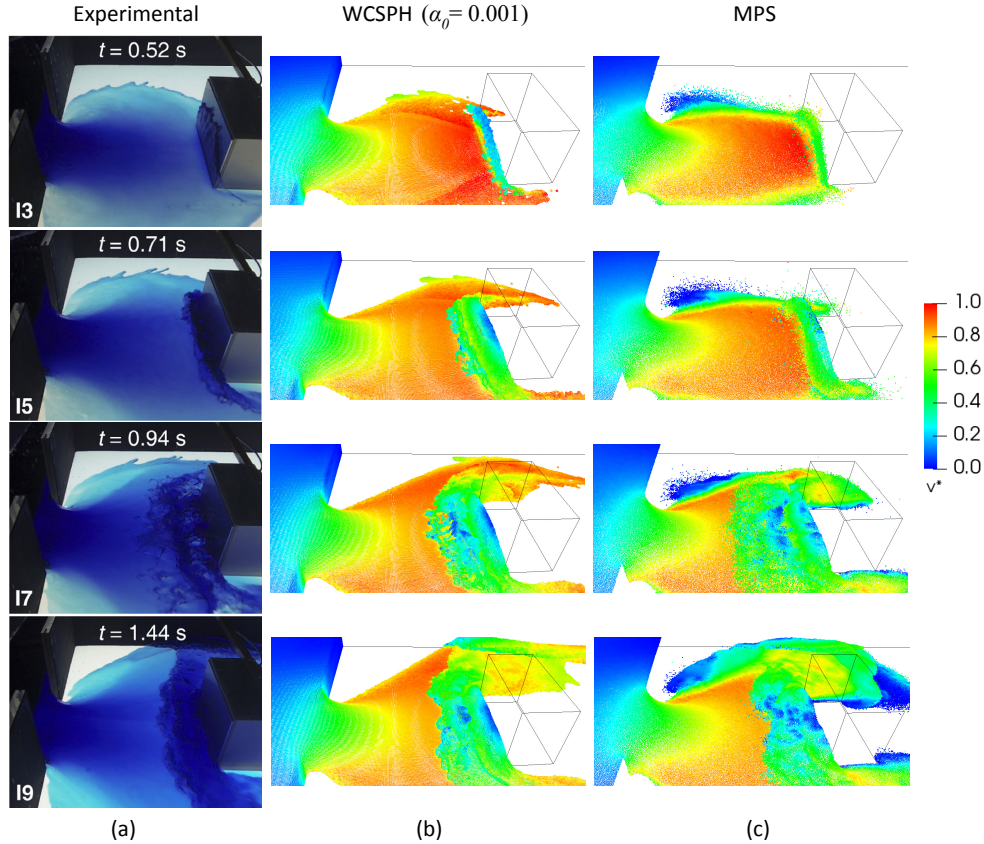 Experimental
WCSPH (α₀ = 0.001)
MPS
t = 0.52 s
I3
t = 0.71 s
I5
t = 0.94 s
I7
t = 1.44 s
I9
1.0
0.8
0.6
0.4
0.2
0.0
v*
(a)
(b)
(c)